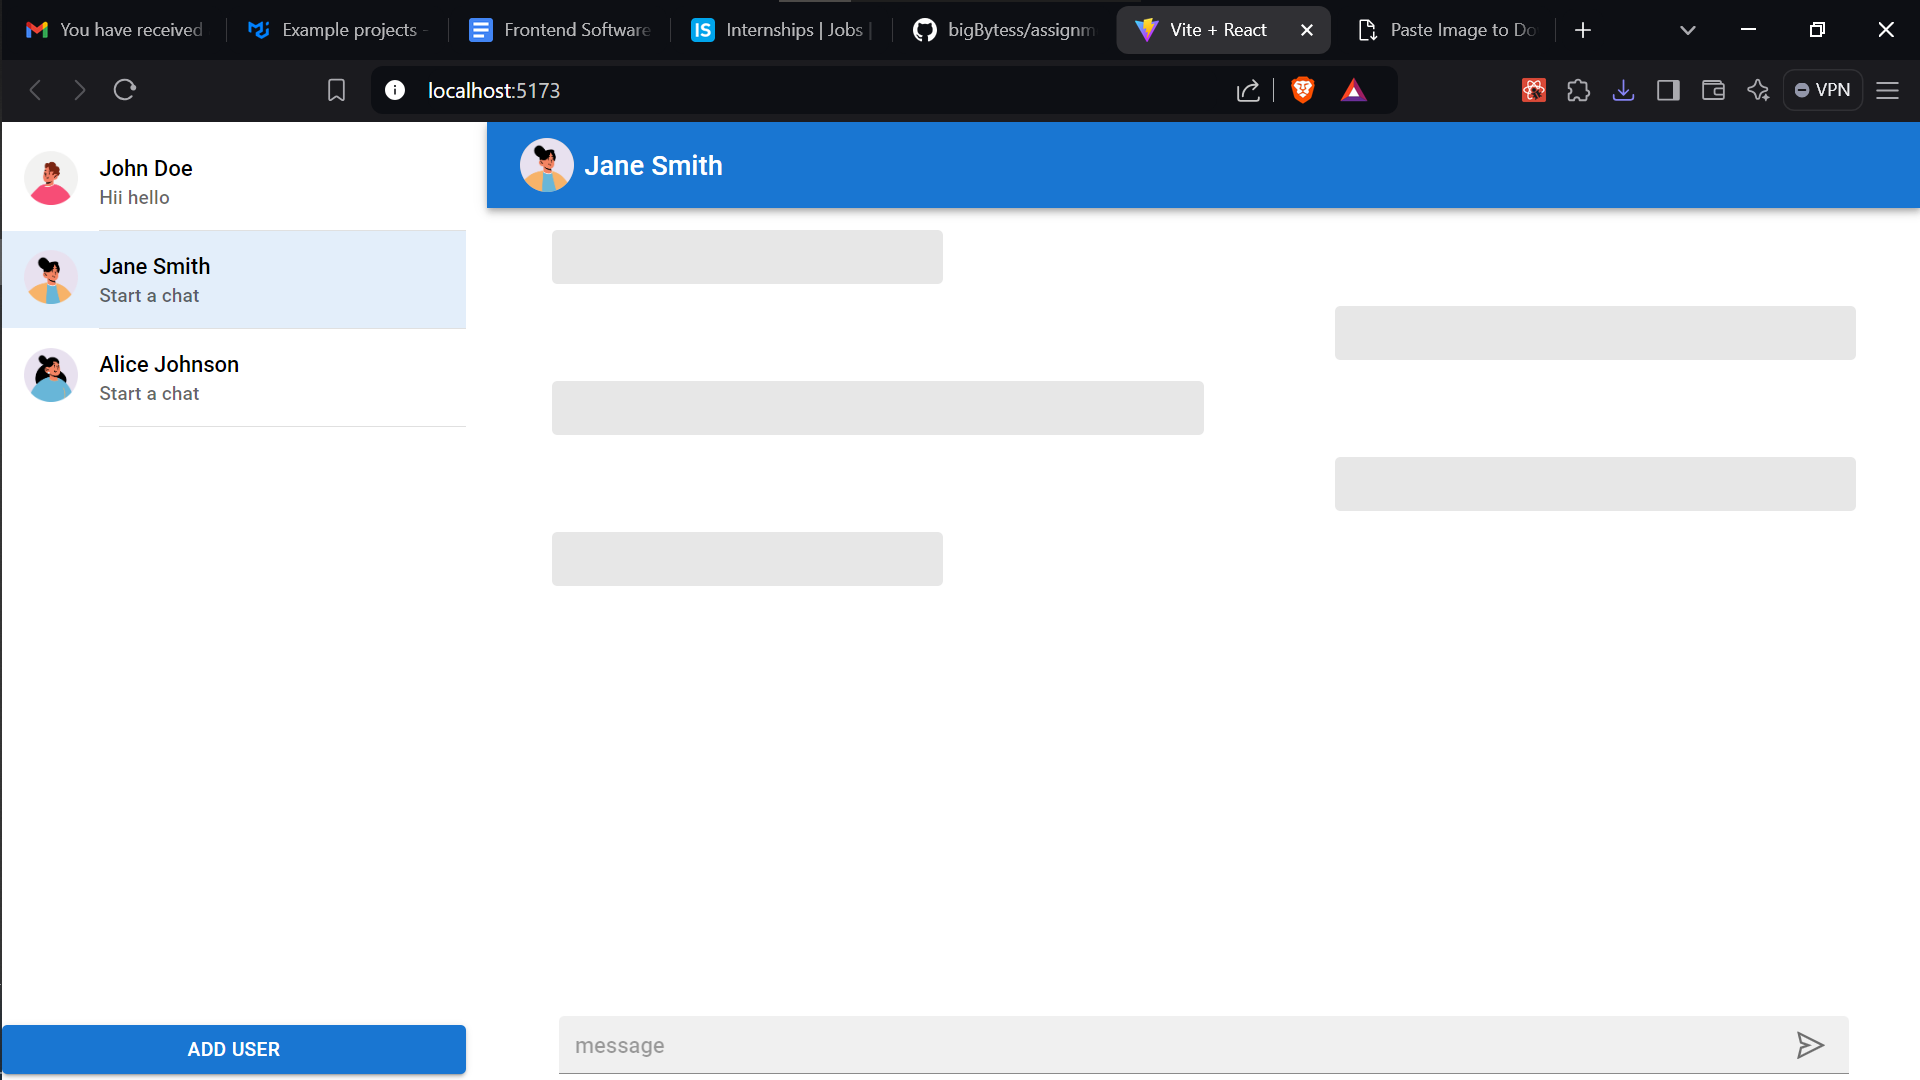 You have received
Example projects -
Frontend Software
IS
Internships | Jobs |
bigBytess/assignm
Vite + React
Paste Image to Do
localhost:5173
VPN
John Doe
Hii hello
Jane Smith
Start a chat
Alice Johnson
Start a chat
ADD USER
Jane Smith
message